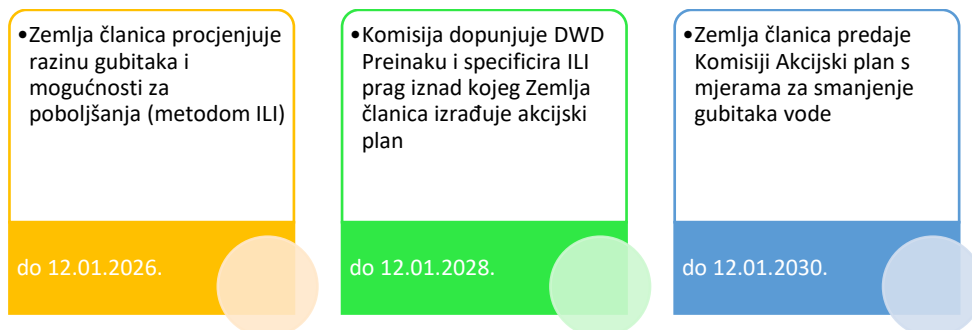 •Zemlja članica procjenjuje
razinu gubitaka i
mogućnosti za
poboljšanja (metodom ILI)
do 12.01.2026.
•Komisija dopunjuje DWD
Preinaku i specificira ILI
prag iznad kojeg Zemlja
članica izrađuje akcijski
plan
do 12.01.2028.
•Zemlja članica predaje
Komisiji Akcijski plan s
mjerama za smanjenje
gubitaka vode
do 12.01.2030.